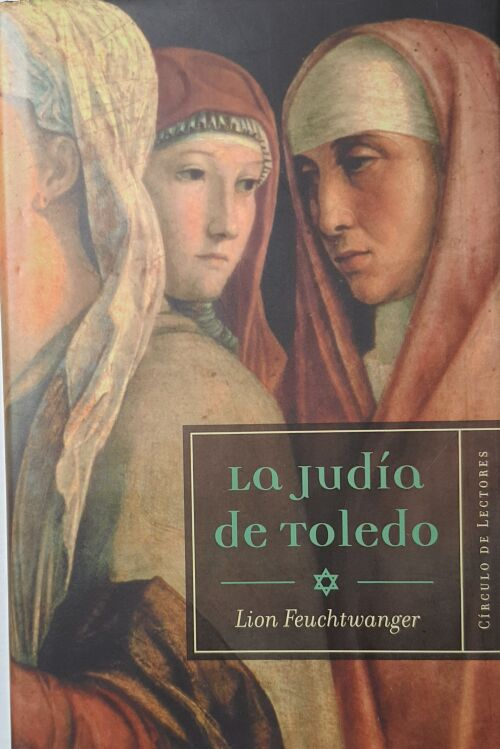 La Judía
de Toledo
Lion Feuchtwanger
CÍRCULO DE LECTORES